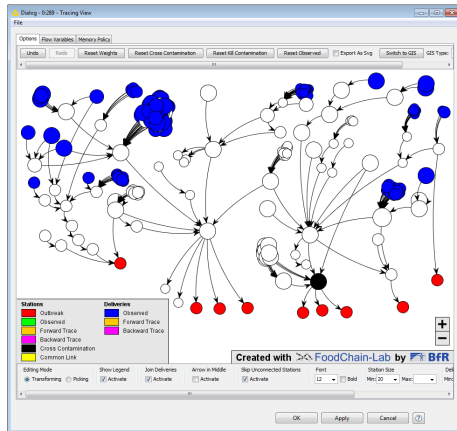 Dialog - 0:289 - Tracing View
File
Options Flow Variables Memory Policy
Undo Redo Reset Weights Reset Cross Contamination Reset Kill Contamination Reset Observed Export As Svg Switch to GIS GIS Type:
Stations Deliveries
Outbreak Observed
Observed Forward Trace
Forward Trace Backward Trace
Backward Trace
Cross Contamination
Common Link
+
−
Created with FoodChain-Lab by BfR
Editing Mode Show Legend Join Deliveries Arrow in Middle Skip Unconnected Stations Font Station Size Deli
Transforming Picking Activate Activate Activate Activate 12 Bold Min: 20 Max: Min:
OK Apply Cancel ?